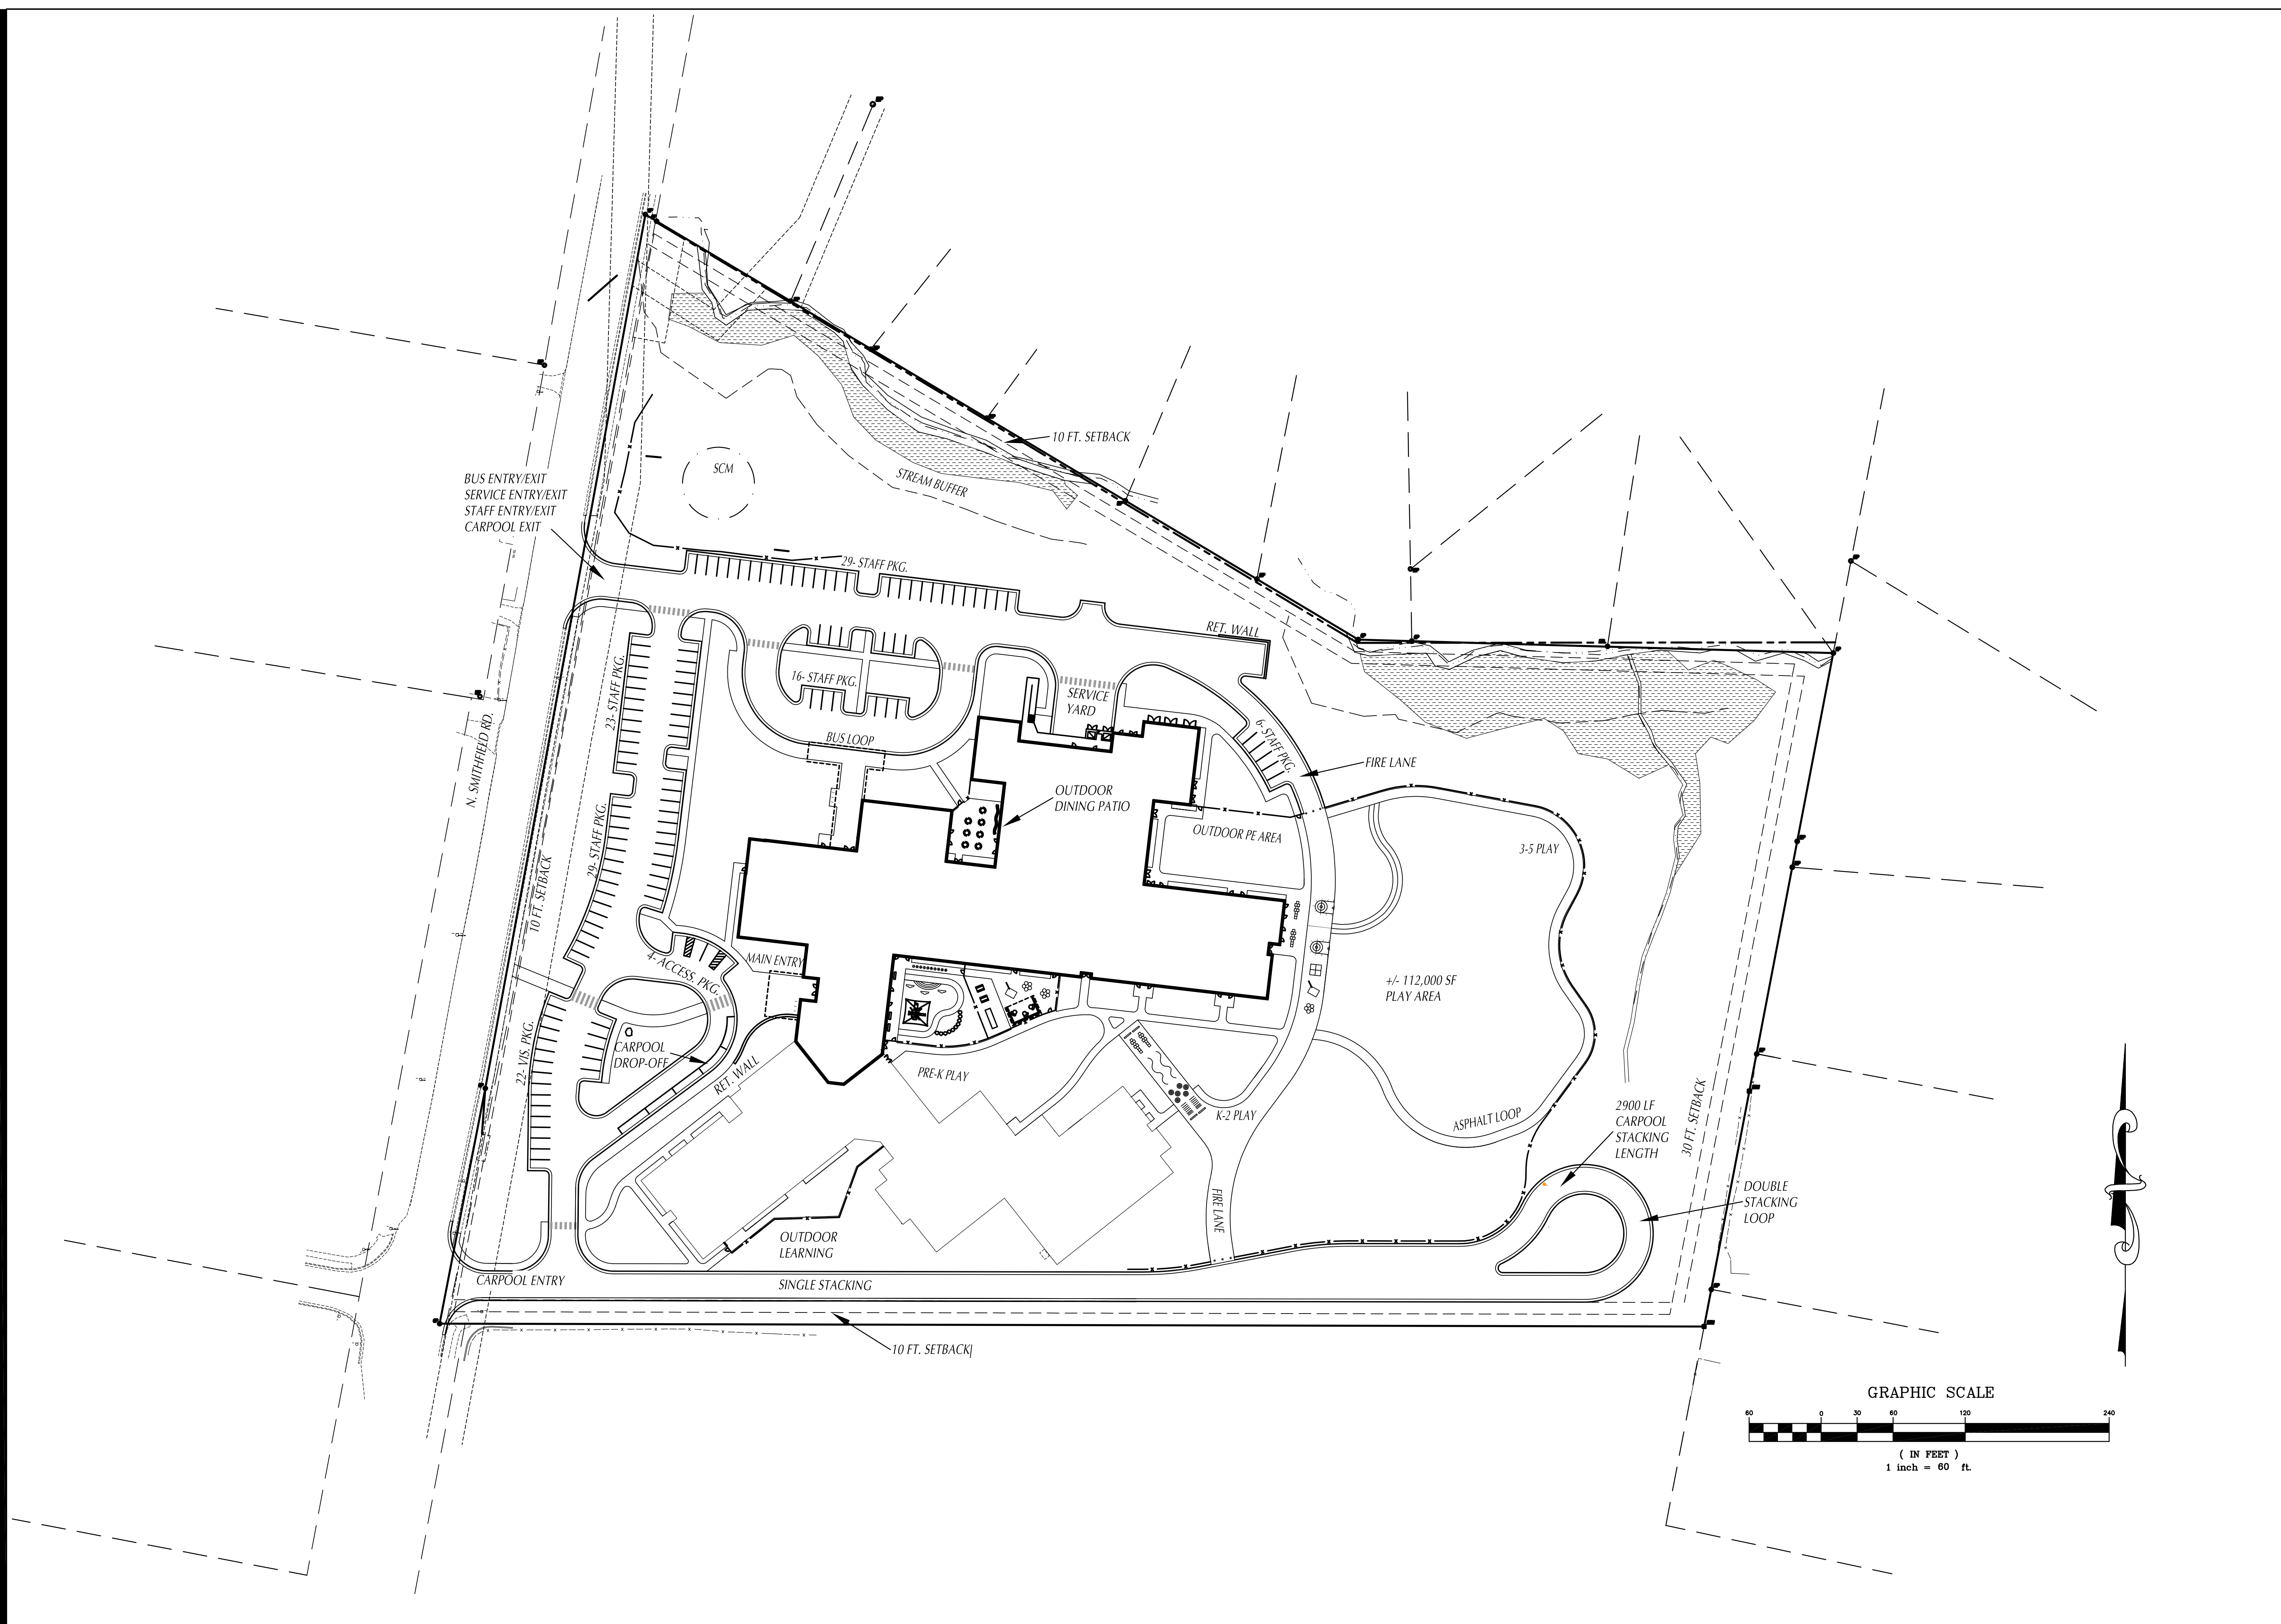 10 FT. SETBACK
SCM
STREAM BUFFER
BUS ENTRY/EXIT
SERVICE ENTRY/EXIT
STAFF ENTRY/EXIT
CARPOOL EXIT
29- STAFF PKG.
RET. WALL
16- STAFF PKG.
SERVICE
YARD
23- STAFF PKG.
BUS LOOP
6- STAFF PKG.
N. SMITHFIELD RD.
FIRE LANE
OUTDOOR
DINING PATIO
29- STAFF PKG.
OUTDOOR PE AREA
3-5 PLAY
10 FT. SETBACK
MAIN ENTRY
4- ACCESS. PKG.
+/- 112,000 SF
PLAY AREA
22- VIS. PKG.
CARPOOL
DROP-OFF
RET. WALL
PRE-K PLAY
K-2 PLAY
ASPHALT LOOP
2900 LF
CARPOOL
STACKING
LENGTH
30 FT. SETBACK
DOUBLE
STACKING
LOOP
FIRE LANE
OUTDOOR
LEARNING
CARPOOL ENTRY
SINGLE STACKING
10 FT. SETBACK|
GRAPHIC SCALE
60 0 30 60 120 240
( IN FEET )
1 inch = 60 ft.